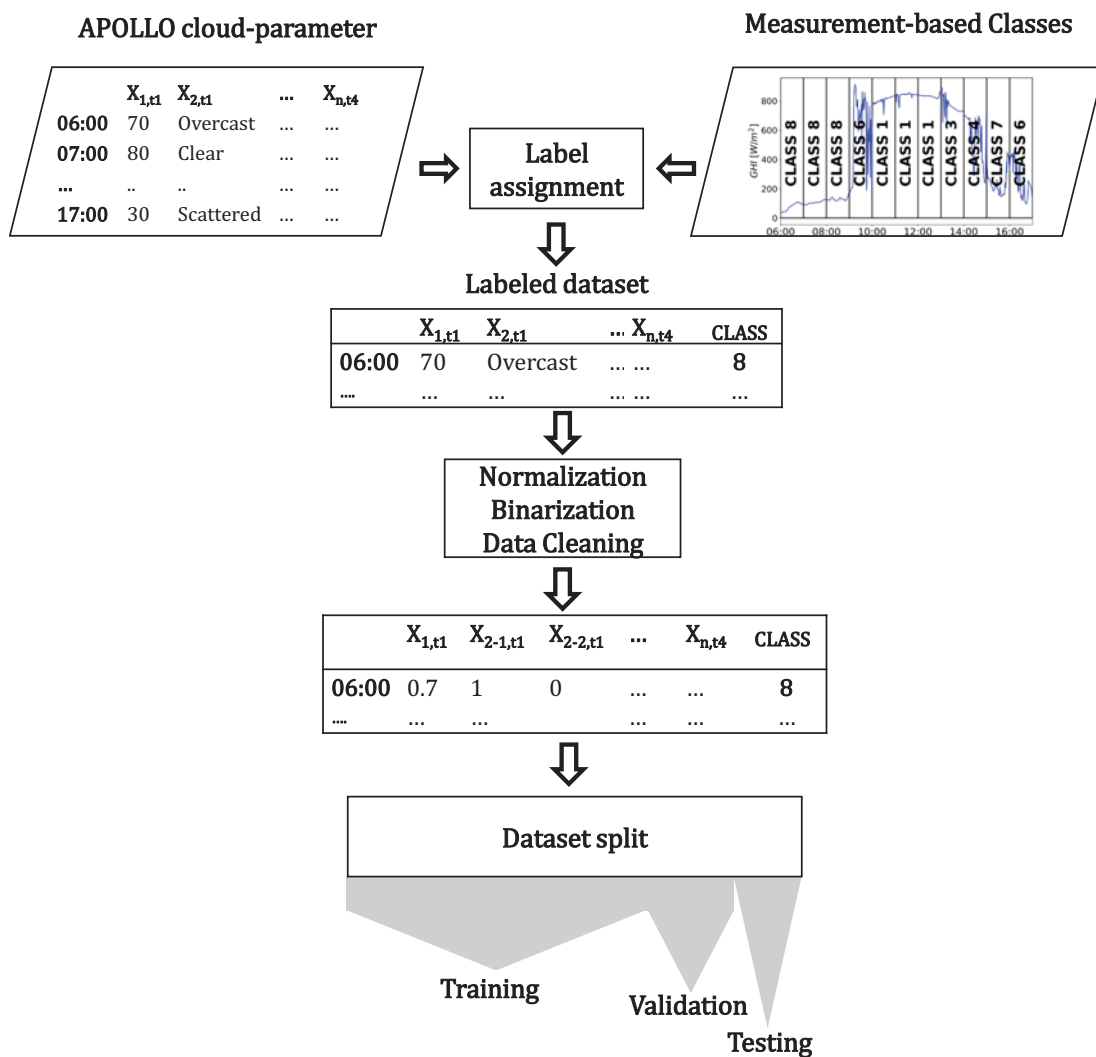 APOLLO cloud-parameter
Measurement-based Classes
X1,t1 X2,t1 ... Xn,t4
06:00 70 Overcast ... ...
07:00 80 Clear ... ...
... .. .. ... ...
17:00 30 Scattered ... ...
Label
assignment
GHI [W/m²]
800
600
400
200
0
CLASS 8
CLASS 8
CLASS 8
CLASS 6
CLASS 1
CLASS 1
CLASS 1
CLASS 3
CLASS 4
CLASS 7
CLASS 6
06:00 08:00 10:00 12:00 14:00 16:00
Labeled dataset
X1,t1 X2,t1 ... Xn,t4 CLASS
06:00 70 Overcast ... ... 8
.... ... ... ... ... ...
Normalization
Binarization
Data Cleaning
X1,t1 X2-1,t1 X2-2,t1 ... Xn,t4 CLASS
06:00 0.7 1 0 ... ... 8
.... ... ... ... ... ...
Dataset split
Training
Validation
Testing